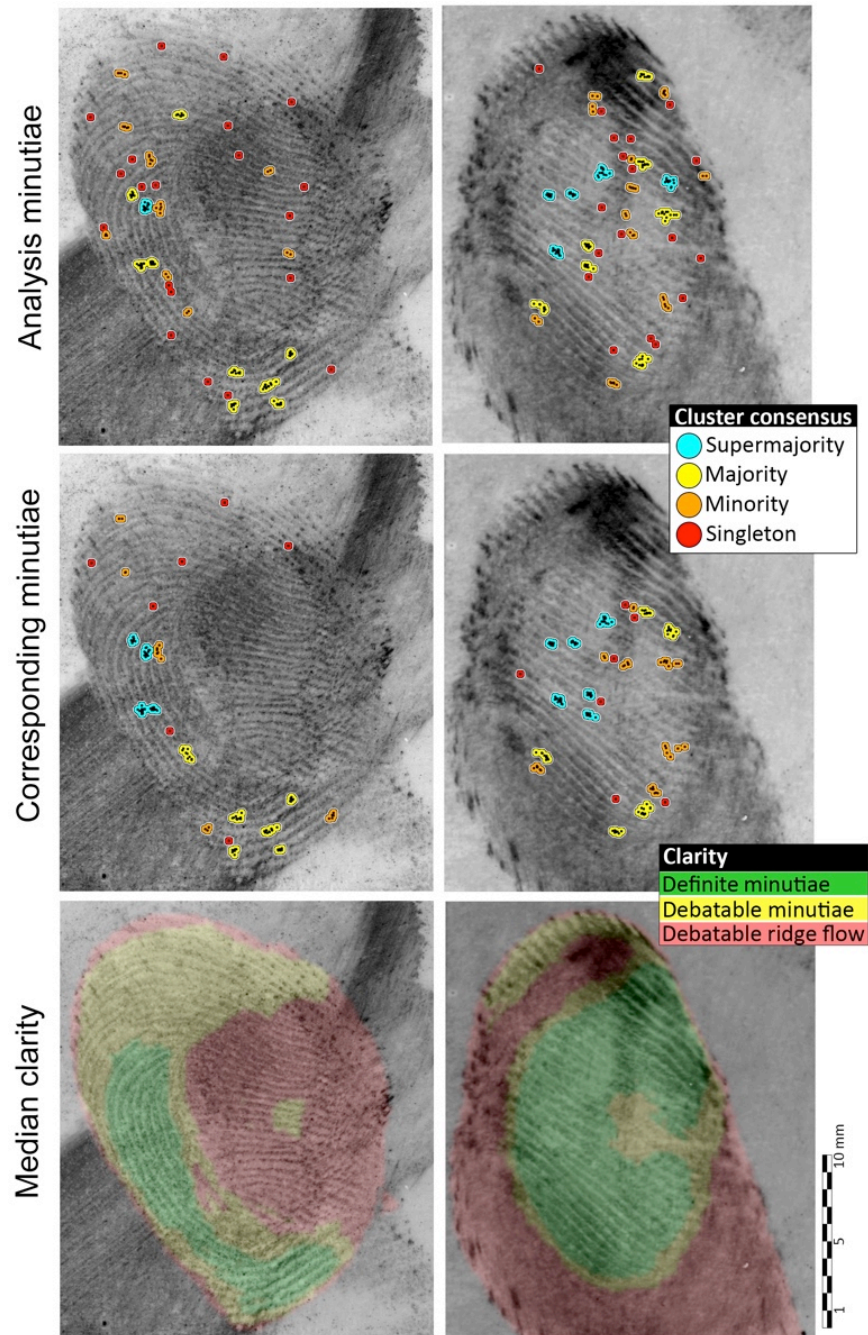 Analysis minutiae
Cluster consensus
Supermajority
Majority
Minority
Singleton
Corresponding minutiae
Clarity
Definite minutiae
Debatable minutiae
Debatable ridge flow
Median clarity
10 mm
5
1